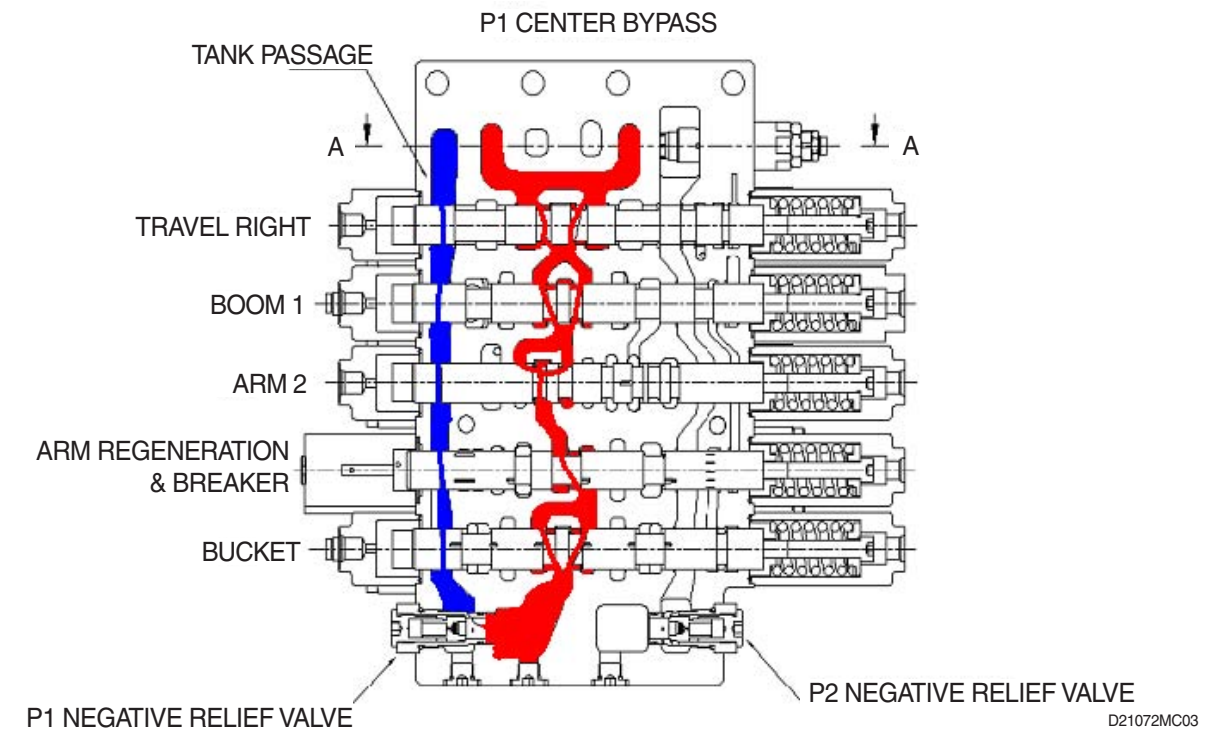 P1 CENTER BYPASS
TANK PASSAGE
A A
TRAVEL RIGHT
BOOM 1
ARM 2
ARM REGENERATION
& BREAKER
BUCKET
P2 NEGATIVE RELIEF VALVE
P1 NEGATIVE RELIEF VALVE
D21072MC03